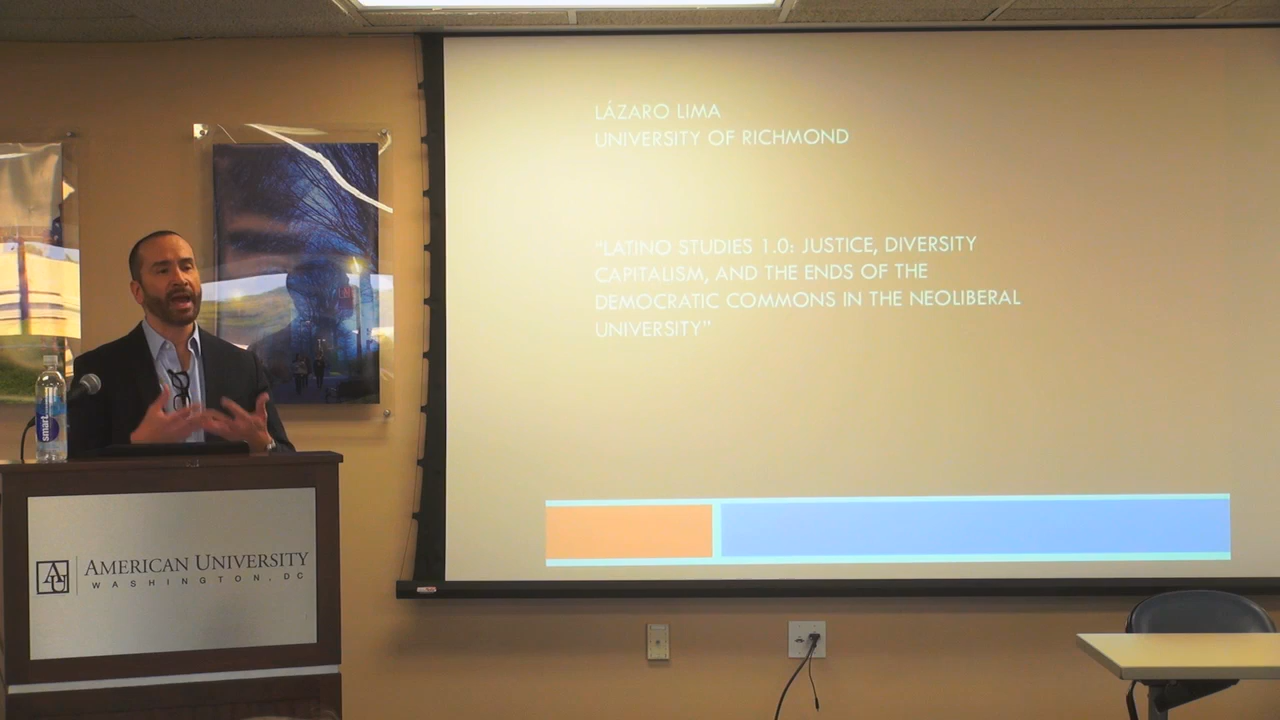 LÁZARO LIMA
UNIVERSITY OF RICHMOND
"LATINO STUDIES 1.0: JUSTICE, DIVERSITY
CAPITALISM, AND THE ENDS OF THE
DEMOCRATIC COMMONS IN THE NEOLIBERAL
UNIVERSITY"
smart
AU
AMERICAN UNIVERSITY
WASHINGTON, DC